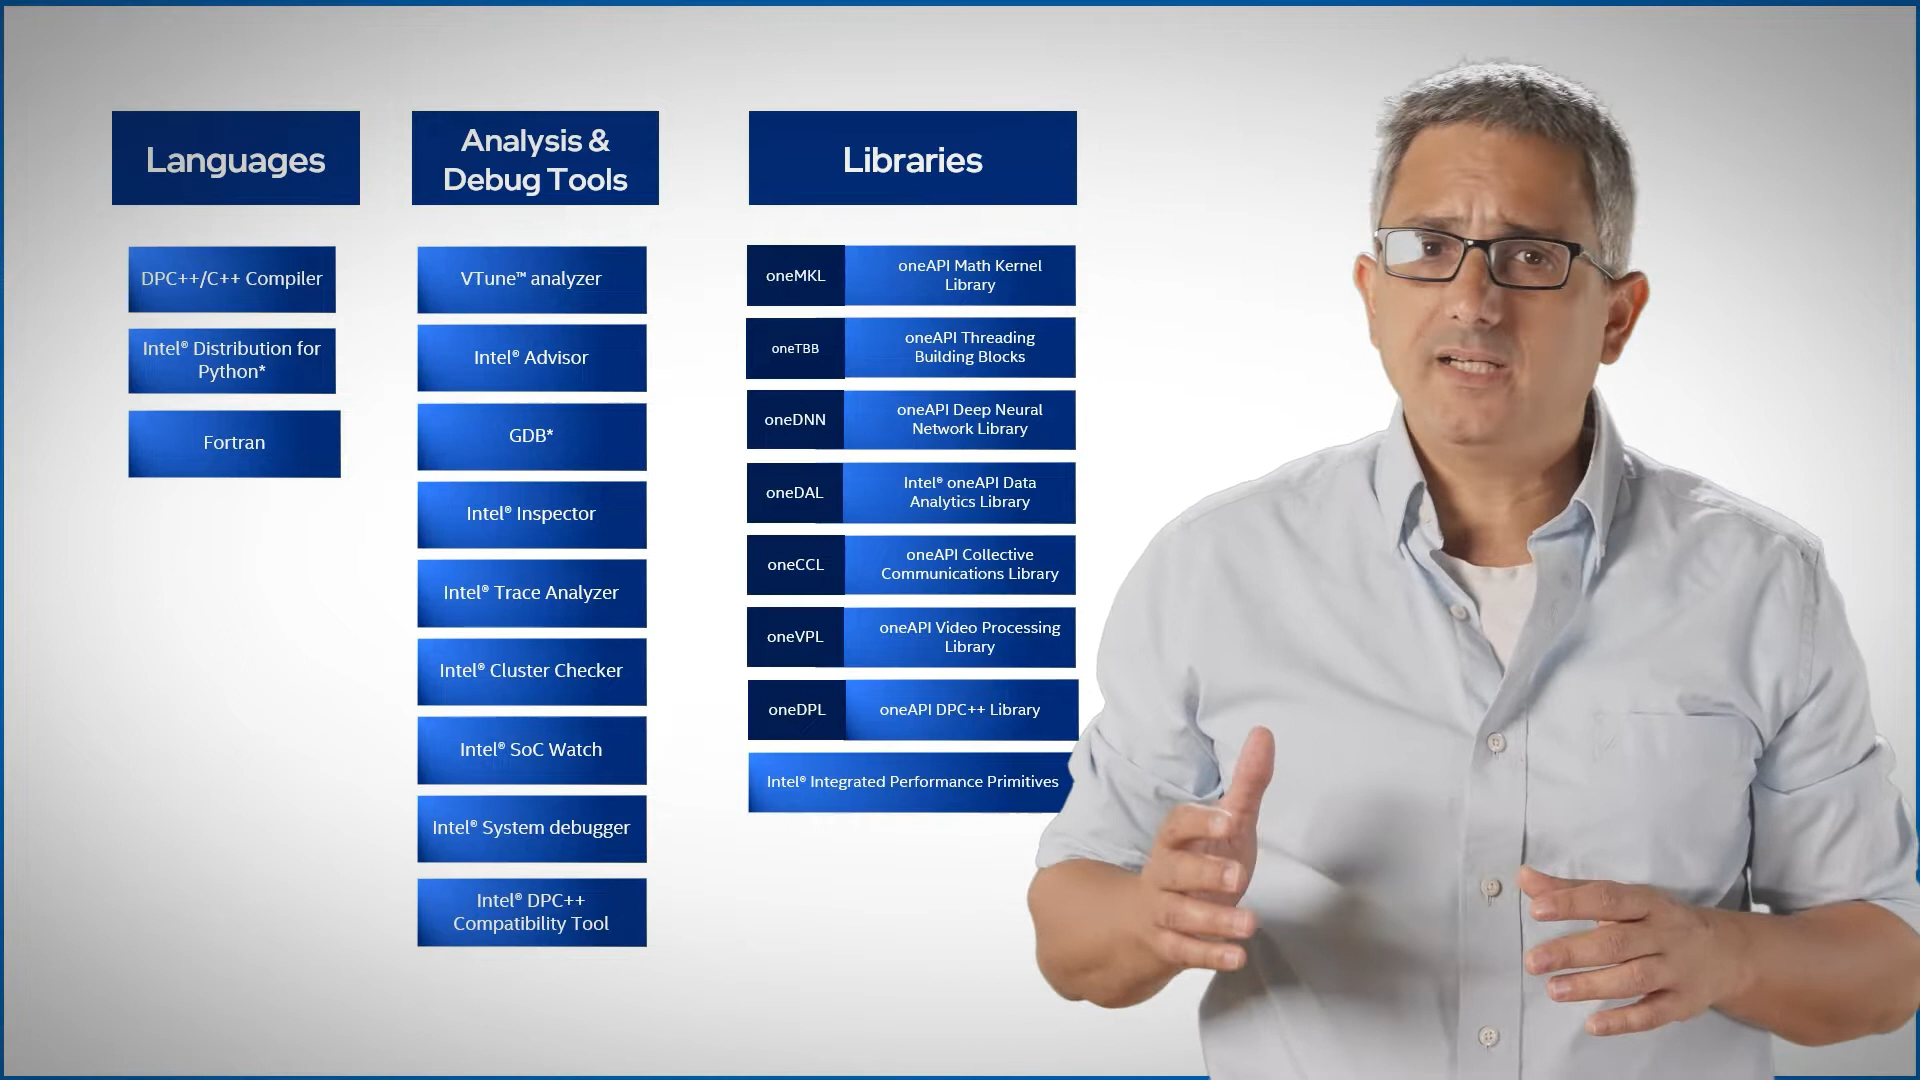 Languages
DPC++/C++ Compiler
Intel® Distribution for
Python*
Fortran
Analysis &
Debug Tools
VTune™ analyzer
Intel® Advisor
GDB*
Intel® Inspector
Intel® Trace Analyzer
Intel® Cluster Checker
Intel® SoC Watch
Intel® System debugger
Intel® DPC++
Compatibility Tool
Libraries
oneMKL
oneAPI Math Kernel
Library
oneTBB
oneAPI Threading
Building Blocks
oneDNN
oneAPI Deep Neural
Network Library
oneDAL
Intel® oneAPI Data
Analytics Library
oneCCL
oneAPI Collective
Communications Library
oneVPL
oneAPI Video Processing
Library
oneDPL
oneAPI DPC++ Library
Intel® Integrated Performance Primitives